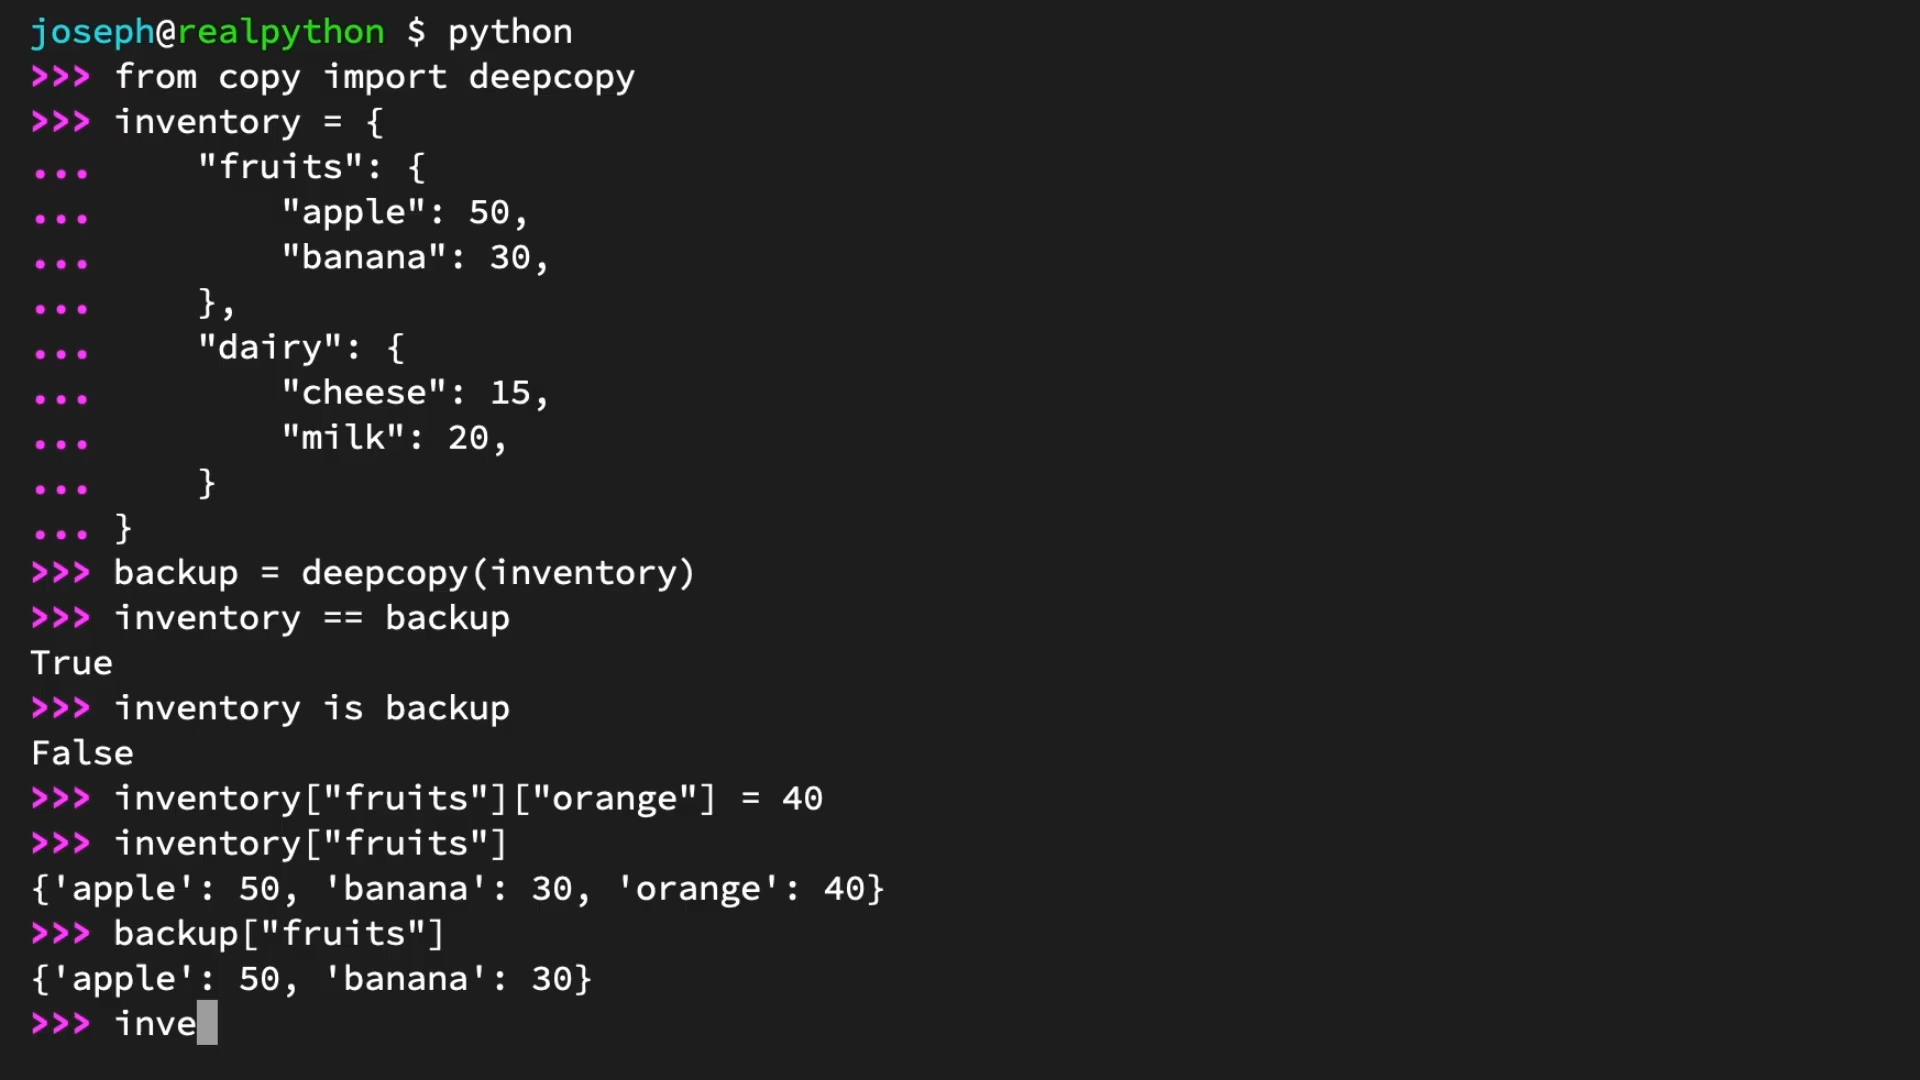 joseph@realpython $ python
>>> from copy import deepcopy
>>> inventory = {
...     "fruits": {
...         "apple": 50,
...         "banana": 30,
...     },
...     "dairy": {
...         "cheese": 15,
...         "milk": 20,
...     }
... }
>>> backup = deepcopy(inventory)
>>> inventory == backup
True
>>> inventory is backup
False
>>> inventory["fruits"]["orange"] = 40
>>> inventory["fruits"]
{'apple': 50, 'banana': 30, 'orange': 40}
>>> backup["fruits"]
{'apple': 50, 'banana': 30}
>>> inve